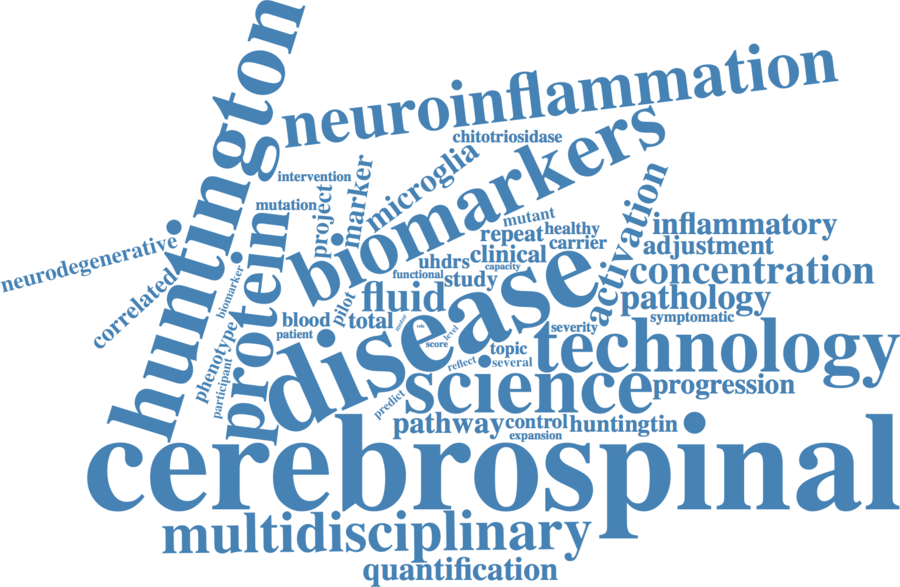 huntington
neuroinflammation
chitotriosidase
biomarkers
microglia
marker
intervention
project
mutation
protein
neurodegenerative
correlated
biomarker
phenotype
participant
mutant
repeat
healthy
carrier
clinical
uhdrs
functional
capacity
study
activation
inflammatory
adjustment
concentration
pathology
symptomatic
fluid
pilot
blood
total
patient
motor
role
score
level
disease
severity
technology
topic
several
reflect
science
progression
predict
pathway
control
huntingtin
expansion
cerebrospinal
multidisciplinary
quantification